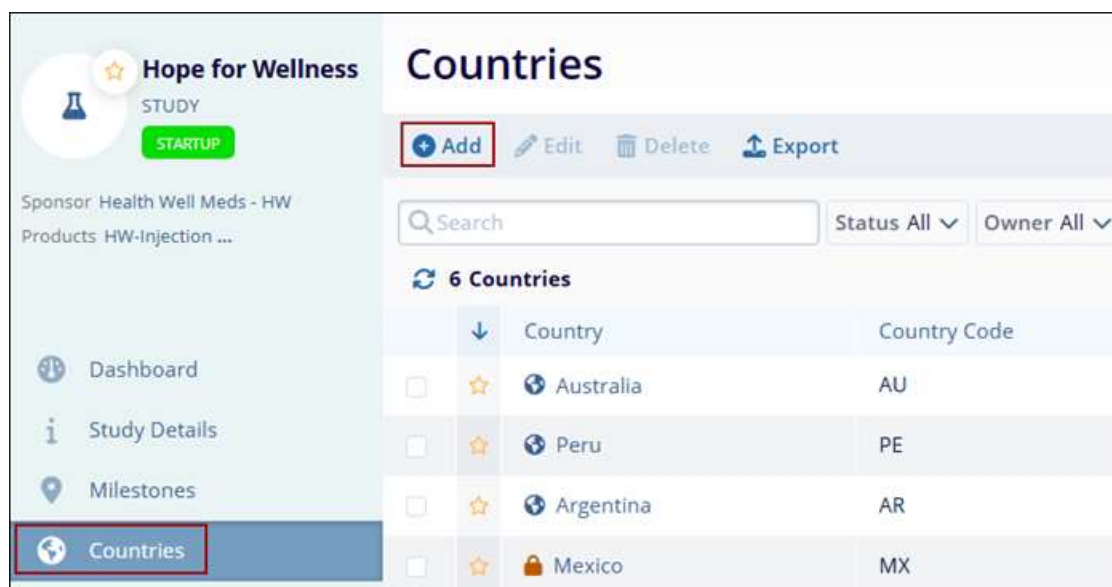 Hope for Wellness
STUDY
STARTUP
Sponsor Health Well Meds - HW
Products HW-Injection ...
Dashboard
Study Details
Milestones
Countries
Countries
Add Edit Delete Export
Search Status All Owner All
6 Countries
Country Country Code
Australia AU
Peru PE
Argentina AR
Mexico MX